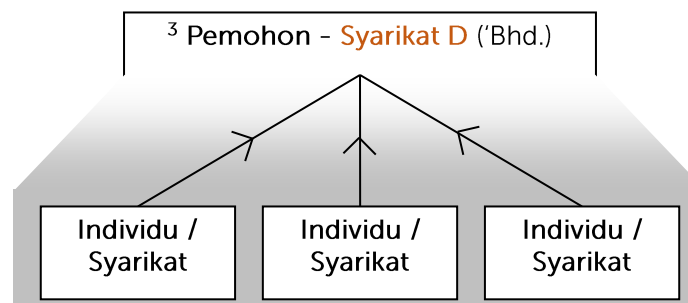 ³ Pemohon - Syarikat D ('Bhd.)
Individu /
Syarikat
Individu /
Syarikat
Individu /
Syarikat